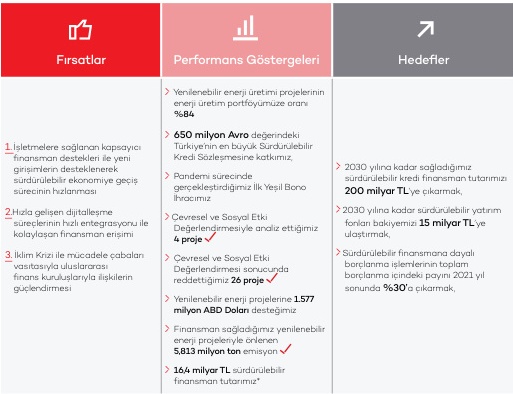 Fırsatlar
1. İşletmelere sağlanan kapsayıcı
finansman destekleri ile yeni
girişimlerin desteklenerek
sürdürülebilir ekonomiye geçiş
sürecinin hızlanması
2.Hızla gelişen dijitalleşme
süreçlerinin hızlı entegrasyonu ile
kolaylaşan finansman erişimi
3. İklim Krizi ile mücadele çabaları
vasıtasıyla uluslararası
finans kuruluşlarıyla ilişkilerin
güçlendirmesi
Performans Göstergeleri
Yenilenebilir enerji üretimi projelerinin
enerji üretim portföyümüze oranı
%84
650 milyon Avro değerindeki
Türkiye'nin en büyük Sürdürülebilir
Kredi Sözleşmesine katkımız,
Pandemi sürecinde
gerçekleştirdiğimiz İlk Yeşil Bono
İhracımız
Çevresel ve Sosyal Etki
Değerlendirmesiyle analiz ettiğimiz
4 proje
Çevresel ve Sosyal Etki
Değerlendirmesi sonucunda
reddettiğimiz 26 proje
Yenilenebilir enerji projelerine 1.577
milyon ABD Doları desteğimiz
Finansman sağladığımız yenilenebilir
enerji projeleriyle önlenen
5,813 milyon ton emisyon
16,4 milyar TL sürdürülebilir
finansman tutarımız*
Hedefler
2030 yılına kadar sağladığımız
sürdürülebilir kredi finansman tutarımızı
200 milyar TL'ye çıkarmak,
2030 yılına kadar sürdürülebilir yatırım
fonları bakiyemizi 15 milyar TL'ye
ulaştırmak,
Sürdürülebilir finansmana dayalı
borçlanma işlemlerinin toplam
borçlanma içindeki payını 2021 yıl
sonunda %30'a çıkarmak,